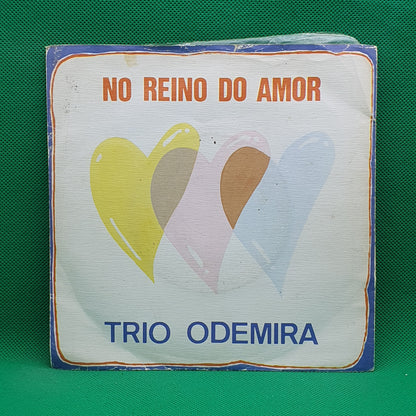 NO REINO DO AMOR
TRIO ODEMIRA